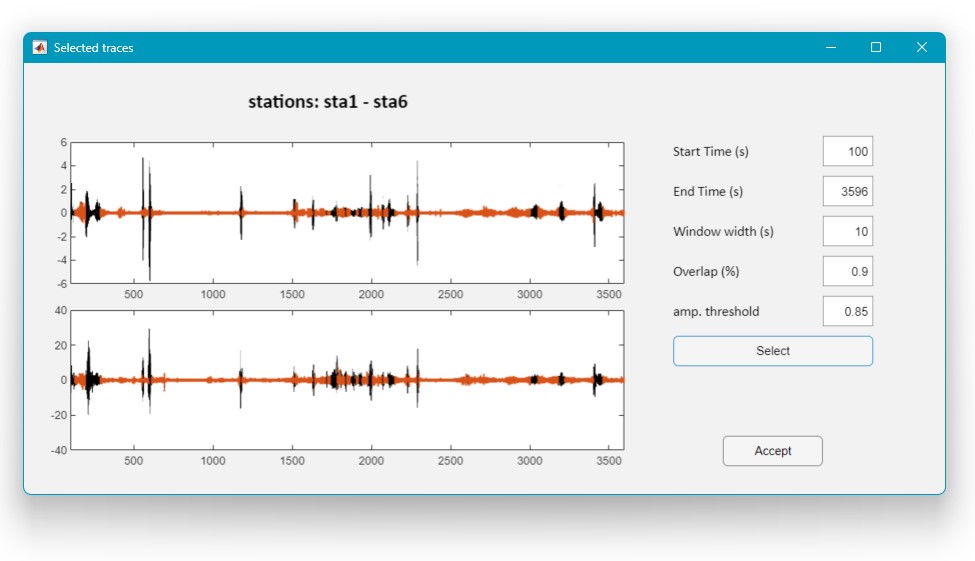 Selected traces
stations: sta1 - sta6
6
4
2
0
-2
-4
-6
500 1000 1500 2000 2500 3000 3500
40
20
0
-20
-40
500 1000 1500 2000 2500 3000 3500
Start Time (s) 100
End Time (s) 3596
Window width (s) 10
Overlap (%) 0.9
amp. threshold 0.85
Select
Accept